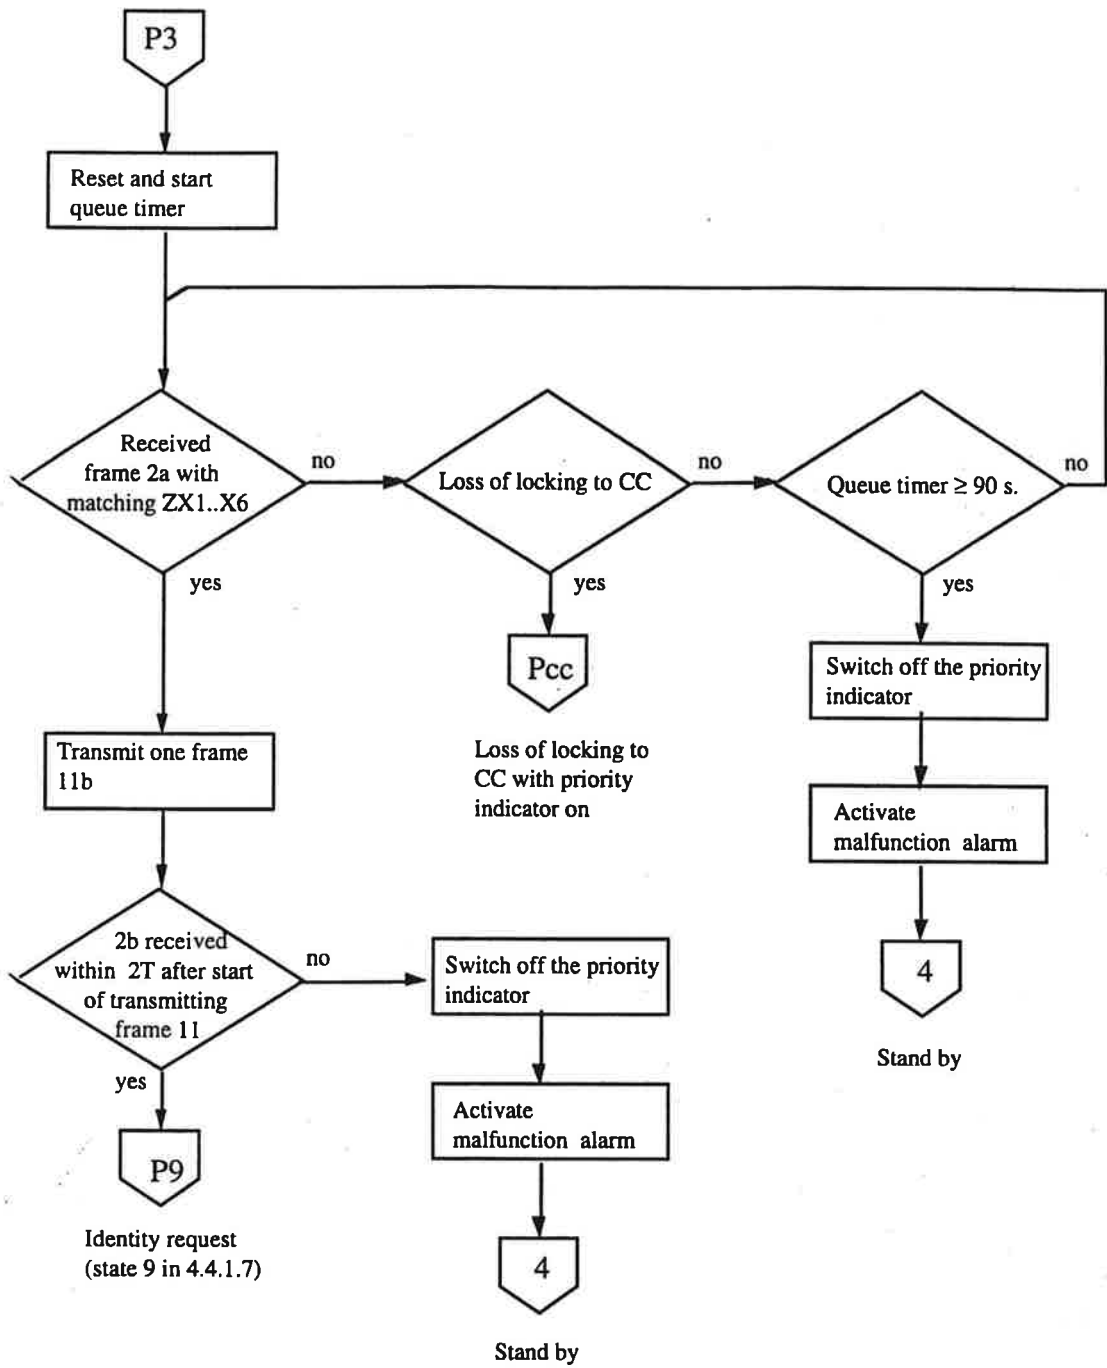 P3
Reset and start
queue timer
Received
frame 2a with
matching ZX1..X6
no
Loss of locking to CC
no
Queue timer ≥ 90 s.
no
yes
yes
yes
Pcc
Loss of locking to
CC with priority
indicator on
Switch off the priority
indicator
Transmit one frame
11b
Activate
malfunction alarm
4
Stand by
2b received
within 2T after start
of transmitting
frame 11
no
Switch off the priority
indicator
yes
Activate
malfunction alarm
P9
Identity request
(state 9 in 4.4.1.7)
4
Stand by